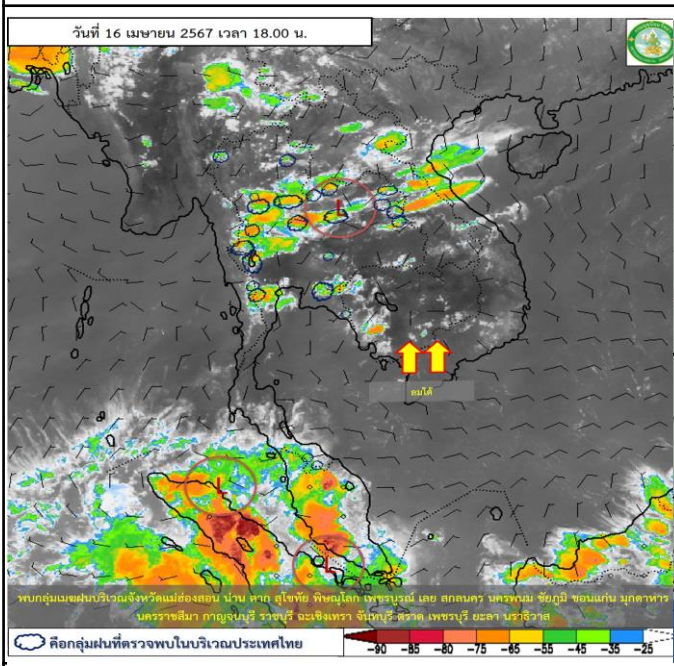 วันที่ 16 เมษายน 2567 เวลา 18.00 น.
L
ลมใต้
L
L
พบกลุ่มเมฆฝนบริเวณจังหวัดแม่ฮ่องสอน น่าน ตาก สุโขทัย พิษณุโลก เพชรบูรณ์ เลย สกลนคร นครพนม ชัยภูมิ ขอนแก่น มุกดาหาร
นครราชสีมา กาญจนบุรี ราชบุรี ฉะเชิงเทรา จันทบุรี ตราด เพชรบุรี ยะลา นราธิวาส
คือกลุ่มฝนที่ตรวจพบในบริเวณประเทศไทย
-90 -85 -80 -75 -65 -55 -45 -35 -25